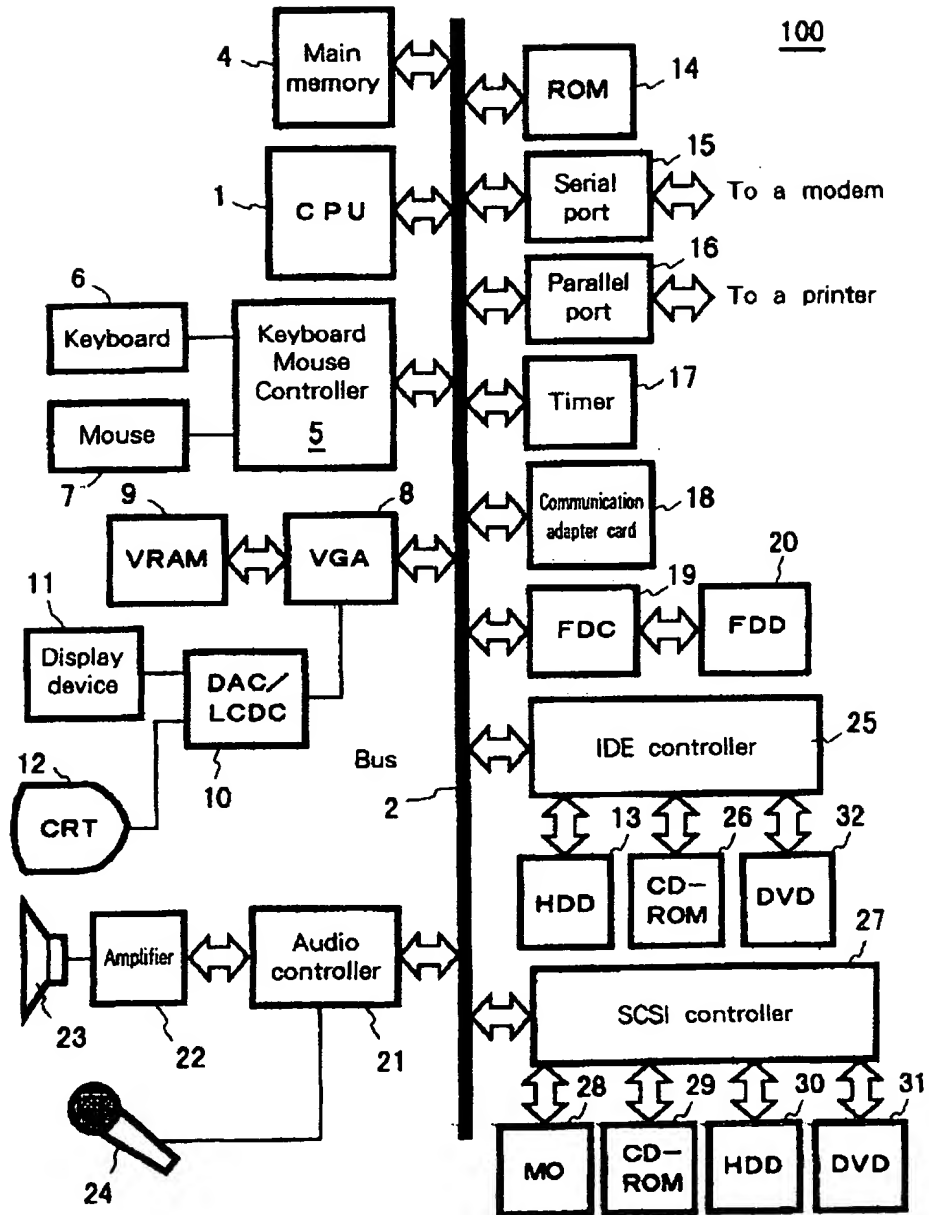 100
4
Main
memory
ROM
14
1
CPU
15
Serial
port
To a modem
16
Parallel
port
To a printer
6
Keyboard
Keyboard
Mouse
Controller
5
Mouse
7
17
Timer
9
VRAM
8
VGA
Communication
adapter card
18
11
Display
device
DAC/
LCDC
10
19
FDC
20
FDD
12
CRT
Bus
2
IDE controller
25
13
HDD
26
CD-
ROM
32
DVD
Amplifier
Audio
controller
23
22
21
24
27
SCSI controller
28
MO
29
CD-
ROM
30
HDD
31
DVD